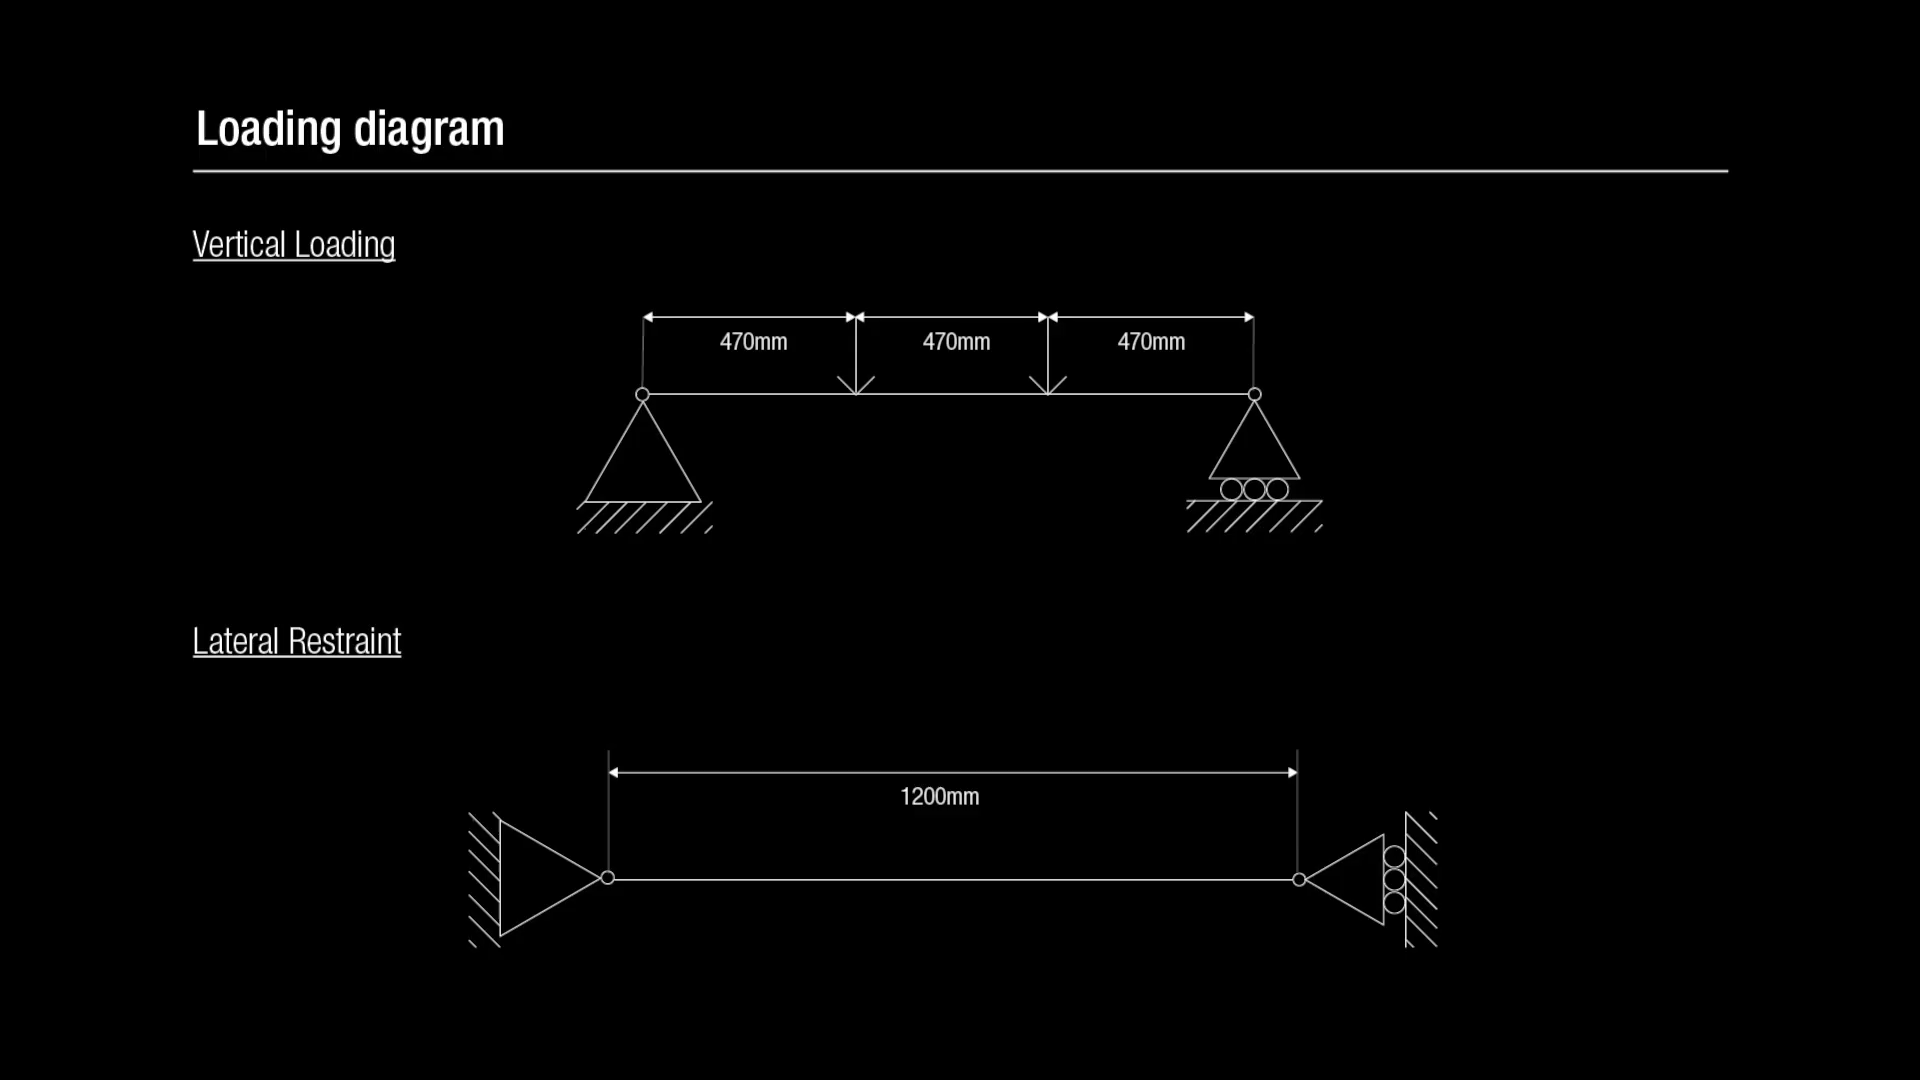 Loading diagram
Vertical Loading
470mm 470mm 470mm
Lateral Restraint
1200mm